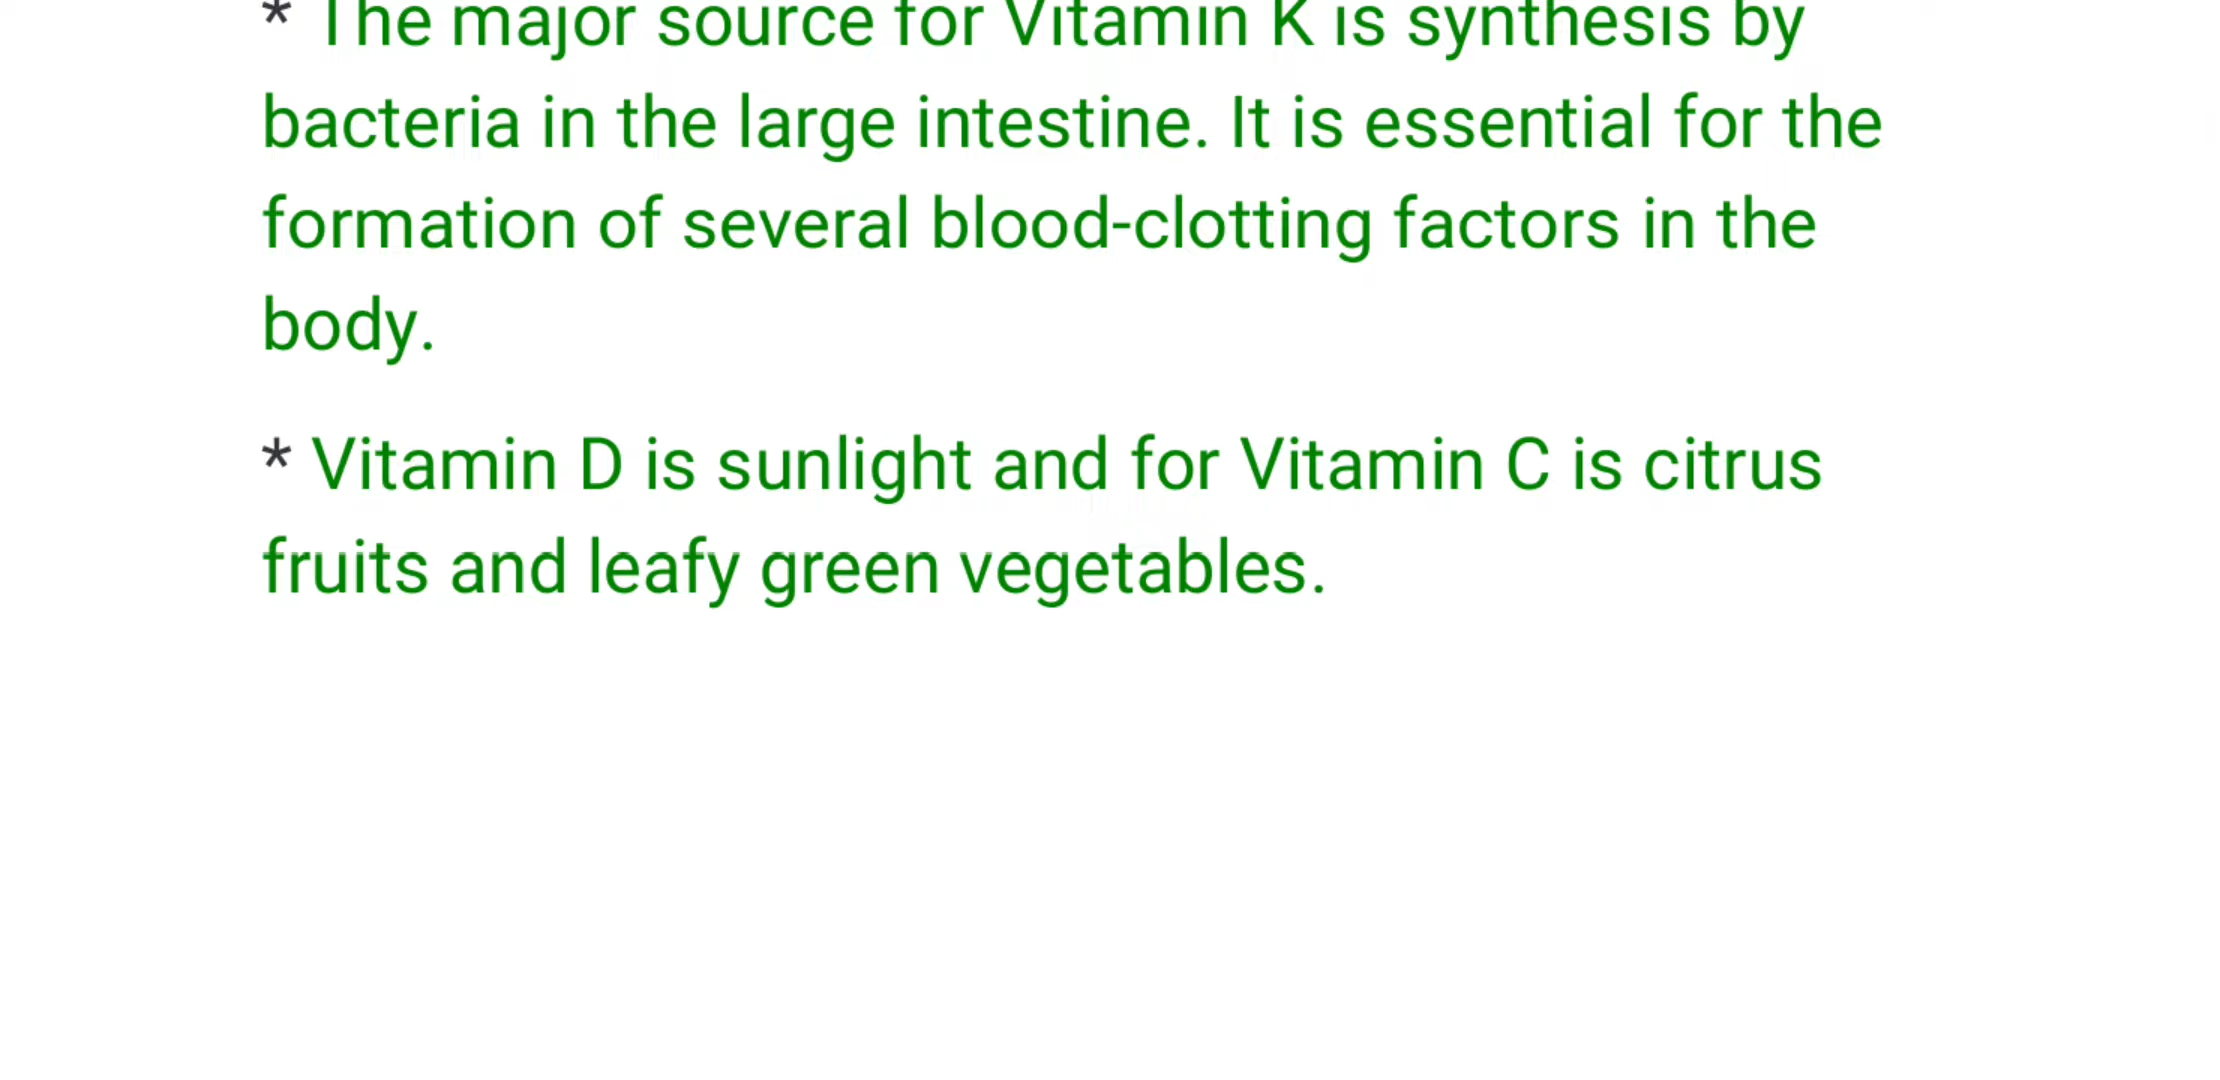 * The major source for Vitamin K is synthesis by
bacteria in the large intestine. It is essential for the
formation of several blood-clotting factors in the
body.
* Vitamin D is sunlight and for Vitamin C is citrus
fruits and leafy green vegetables.